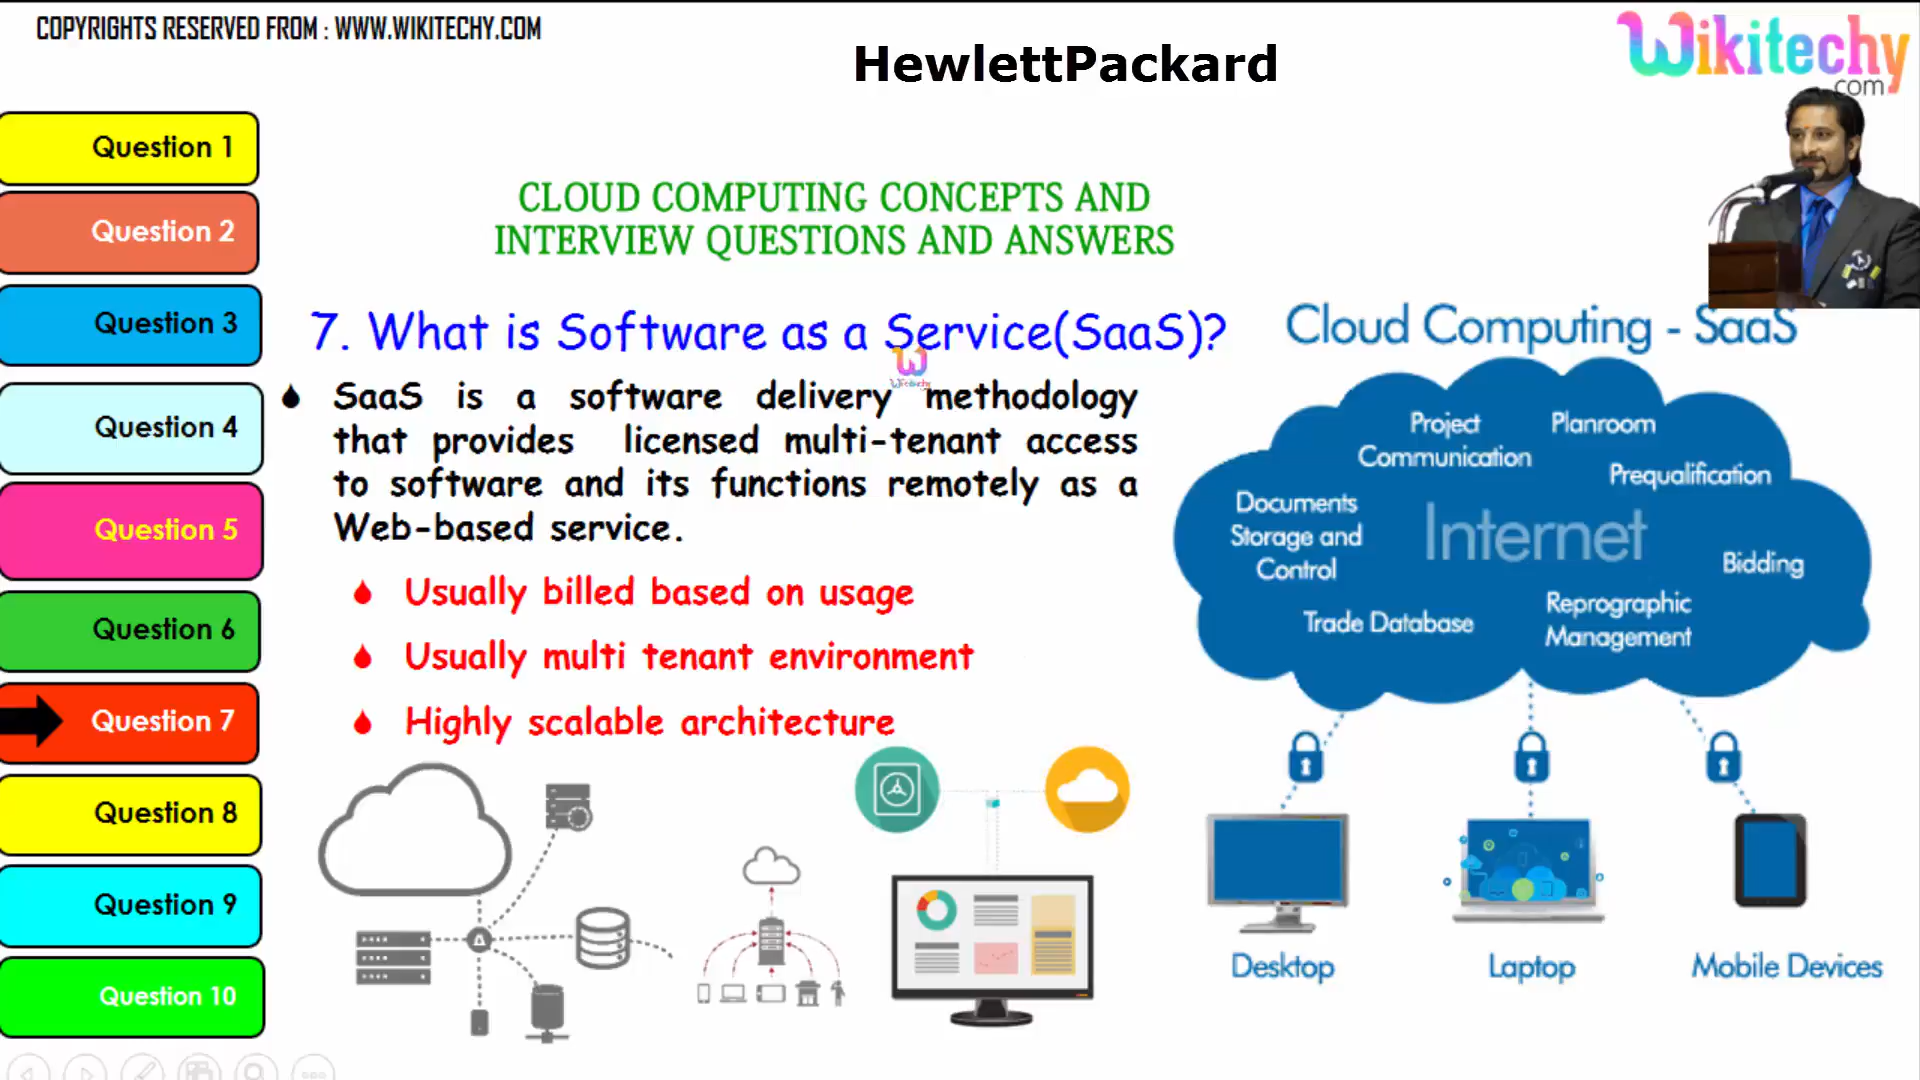 COPYRIGHTS RESERVED FROM : WWW.WIKITECHY.COM
HewlettPackard
Wikitechy
.com
Question 1
Question 2
Question 3
Question 4
Question 5
Question 6
Question 7
Question 8
Question 9
Question 10
CLOUD COMPUTING CONCEPTS AND
INTERVIEW QUESTIONS AND ANSWERS
7. What is Software as a Service(SaaS)?
SaaS is a software delivery methodology
that provides licensed multi-tenant access
to software and its functions remotely as a
Web-based service.
Usually billed based on usage
Usually multi tenant environment
Highly scalable architecture
Cloud Computing - SaaS
Project
Communication
Planroom
Prequalification
Documents
Storage and
Control
Internet
Bidding
Trade Database
Reprographic
Management
Desktop
Laptop
Mobile Devices